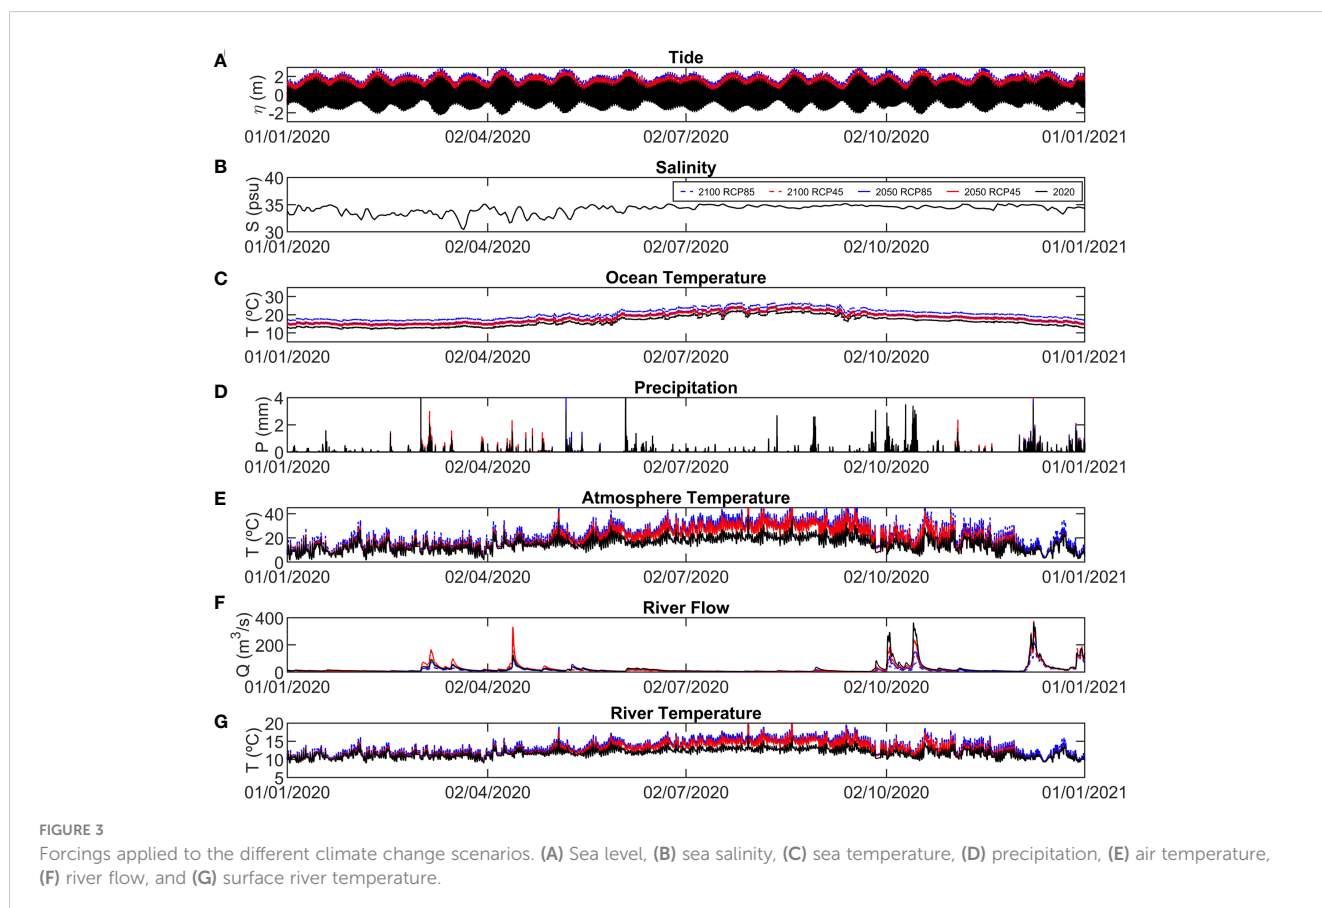 A
Tide
η (m)
2
0
-2
01/01/2020 02/04/2020 02/07/2020 02/10/2020 01/01/2021
B
Salinity
S (psu)
40
35
30
2100 RCP85 2100 RCP45 2050 RCP85 2050 RCP45 2020
01/01/2020 02/04/2020 02/07/2020 02/10/2020 01/01/2021
C
Ocean Temperature
T (ºC)
30
20
10
01/01/2020 02/04/2020 02/07/2020 02/10/2020 01/01/2021
D
Precipitation
P (mm)
4
2
0
01/01/2020 02/04/2020 02/07/2020 02/10/2020 01/01/2021
E
Atmosphere Temperature
T (ºC)
40
20
0
01/01/2020 02/04/2020 02/07/2020 02/10/2020 01/01/2021
F
River Flow
Q (m³/s)
400
200
0
01/01/2020 02/04/2020 02/07/2020 02/10/2020 01/01/2021
G
River Temperature
T (ºC)
20
15
10
5
01/01/2020 02/04/2020 02/07/2020 02/10/2020 01/01/2021
FIGURE 3
Forcings applied to the different climate change scenarios. (A) Sea level, (B) sea salinity, (C) sea temperature, (D) precipitation, (E) air temperature,
(F) river flow, and (G) surface river temperature.